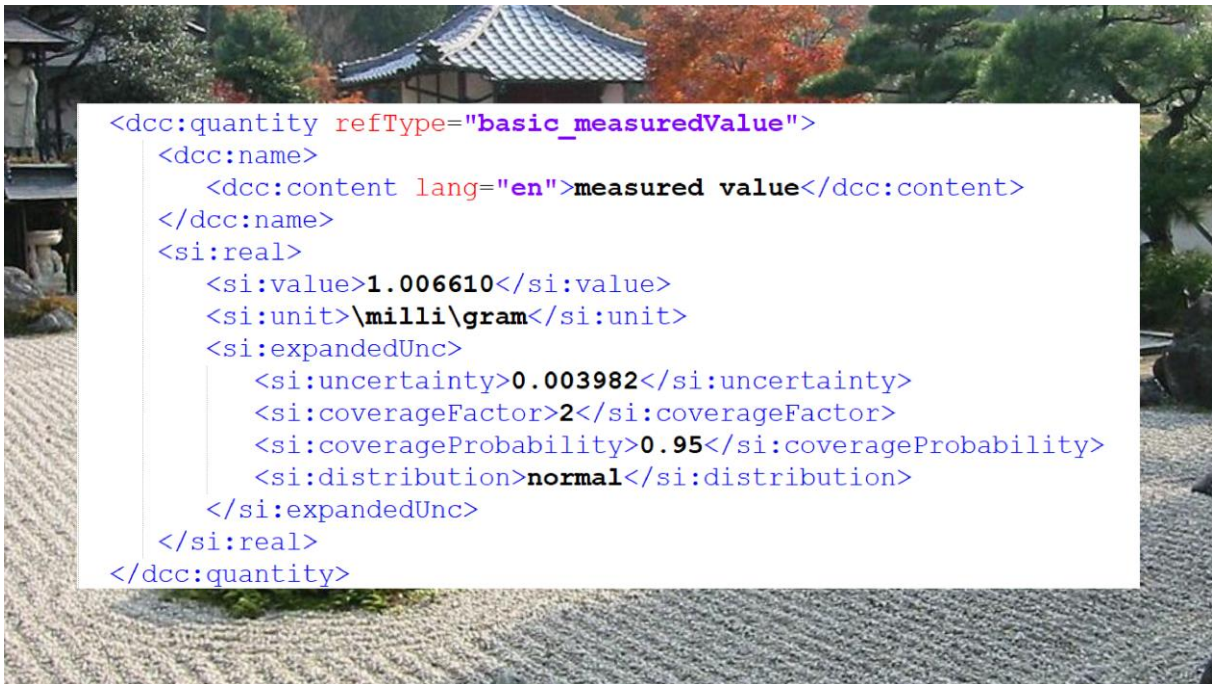 <dcc:quantity refType="basic_measuredValue">
<dcc:name>
<dcc:content lang="en">measured value</dcc:content>
</dcc:name>
<si:real>
<si:value>1.006610</si:value>
<si:unit>\milli\gram</si:unit>
<si:expandedUnc>
<si:uncertainty>0.003982</si:uncertainty>
<si:coverageFactor>2</si:coverageFactor>
<si:coverageProbability>0.95</si:coverageProbability>
<si:distribution>normal</si:distribution>
</si:expandedUnc>
</si:real>
</dcc:quantity>